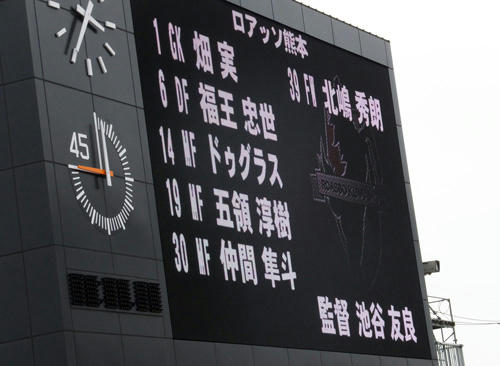 ロアッソ熊本
1 GK 畑 実 39 FW 北嶋 秀朗
6 DF 福王 忠世
14 MF ドゥグラス
19 MF 五領 淳樹
30 MF 仲間 隼斗
監督 池谷 友良
45